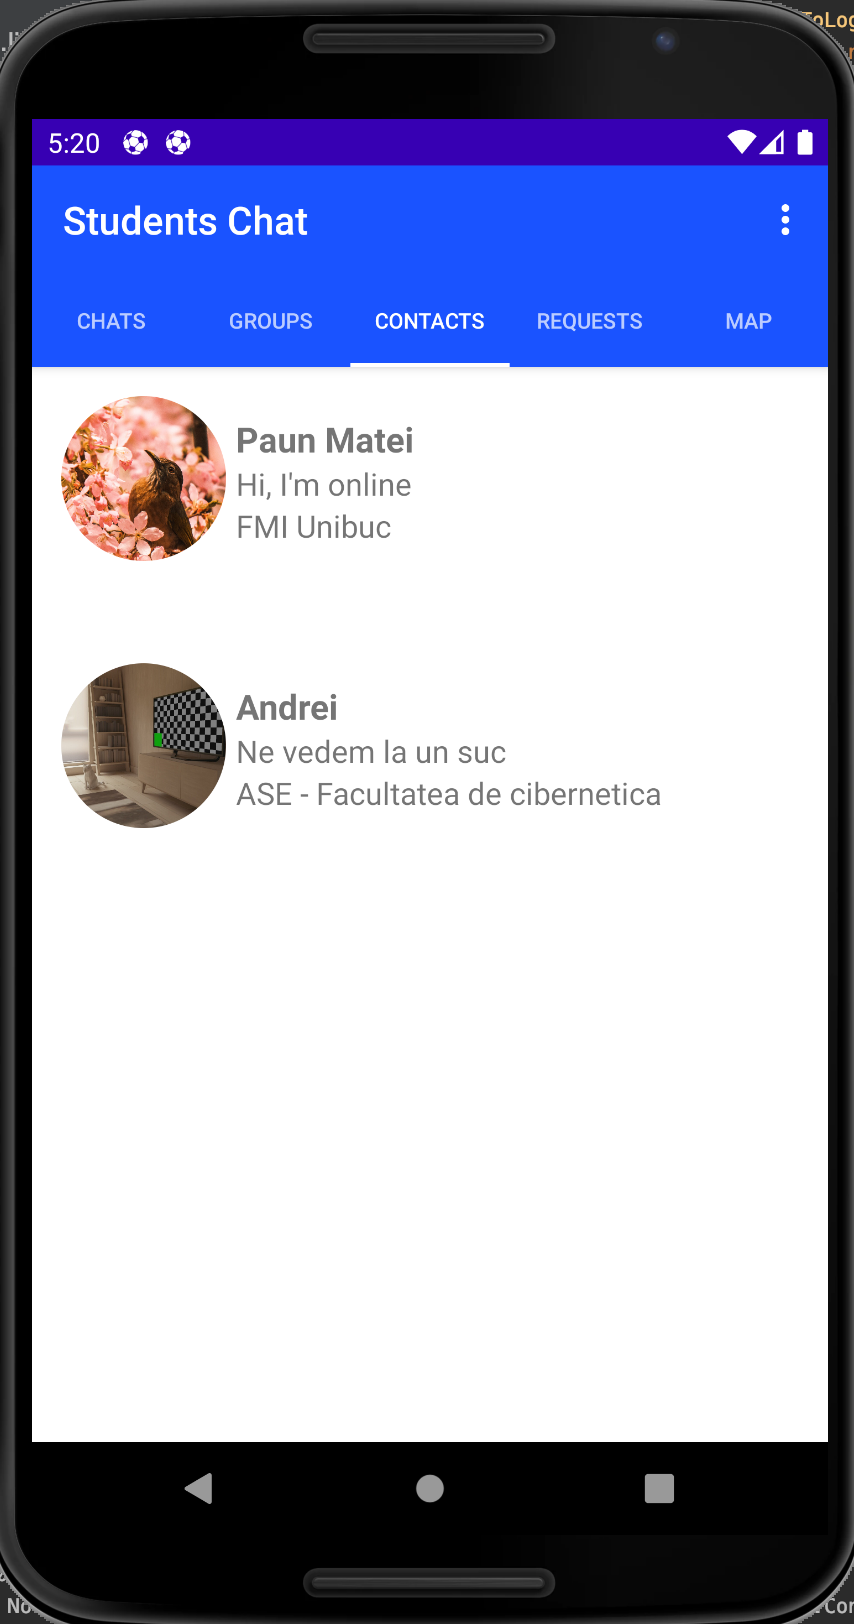 5:20
Students Chat
CHATS GROUPS CONTACTS REQUESTS MAP
Paun Matei
Hi, I'm online
FMI Unibuc
Andrei
Ne vedem la un suc
ASE - Facultatea de cibernetica